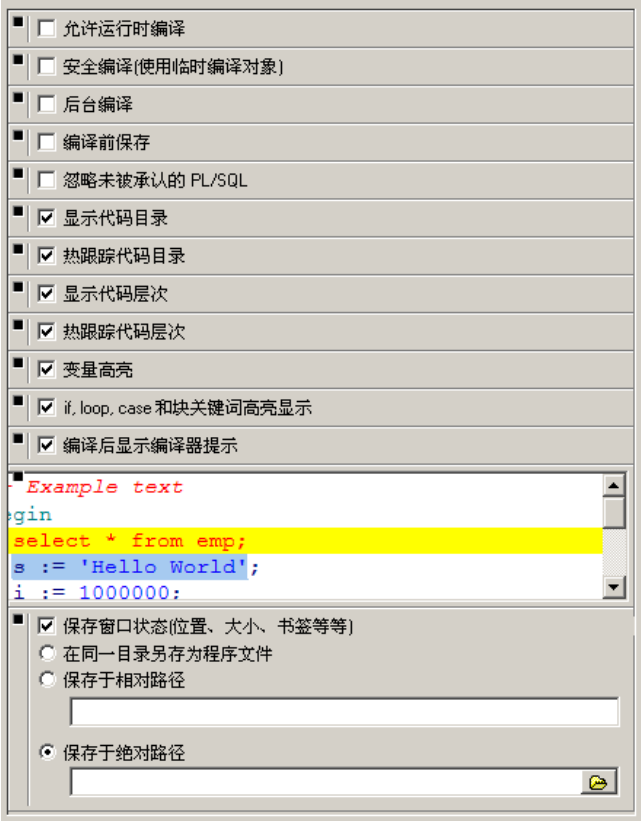 允许运行时编译
安全编译(使用临时编译对象)
后台编译
编译前保存
忽略未被承认的 PL/SQL
显示代码目录
热跟踪代码目录
显示代码层次
热跟踪代码层次
变量高亮
if, loop, case 和块关键词高亮显示
编译后显示编译器提示
Example text
gin
select * from emp;
s := 'Hello World';
i := 1000000;
保存窗口状态(位置、大小、书签等等)
在同一目录另存为程序文件
保存于相对路径
保存于绝对路径